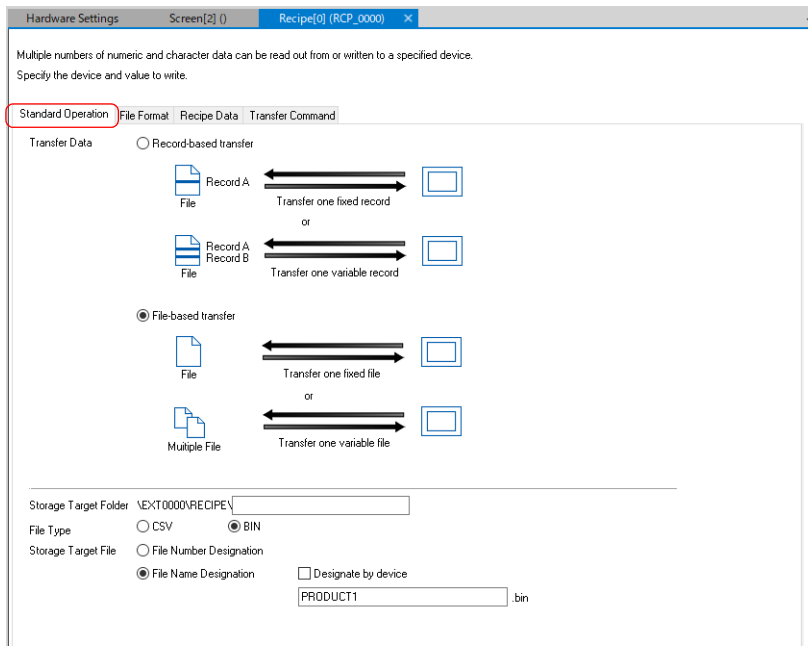 Hardware Settings Screen[2] () Recipe[0] (RCP_0000) ×
Multiple numbers of numeric and character data can be read out from or written to a specified device.
Specify the device and value to write.
Standard Operation File Format Recipe Data Transfer Command
Transfer Data Record-based transfer
Record A
File Transfer one fixed record
or
Record A
Record B
File Transfer one variable record
File-based transfer
File Transfer one fixed file
or
Multiple File Transfer one variable file
Storage Target Folder \EXT0000\RECIPE\
File Type CSV BIN
Storage Target File File Number Designation
File Name Designation Designate by device
PRODUCT1 .bin